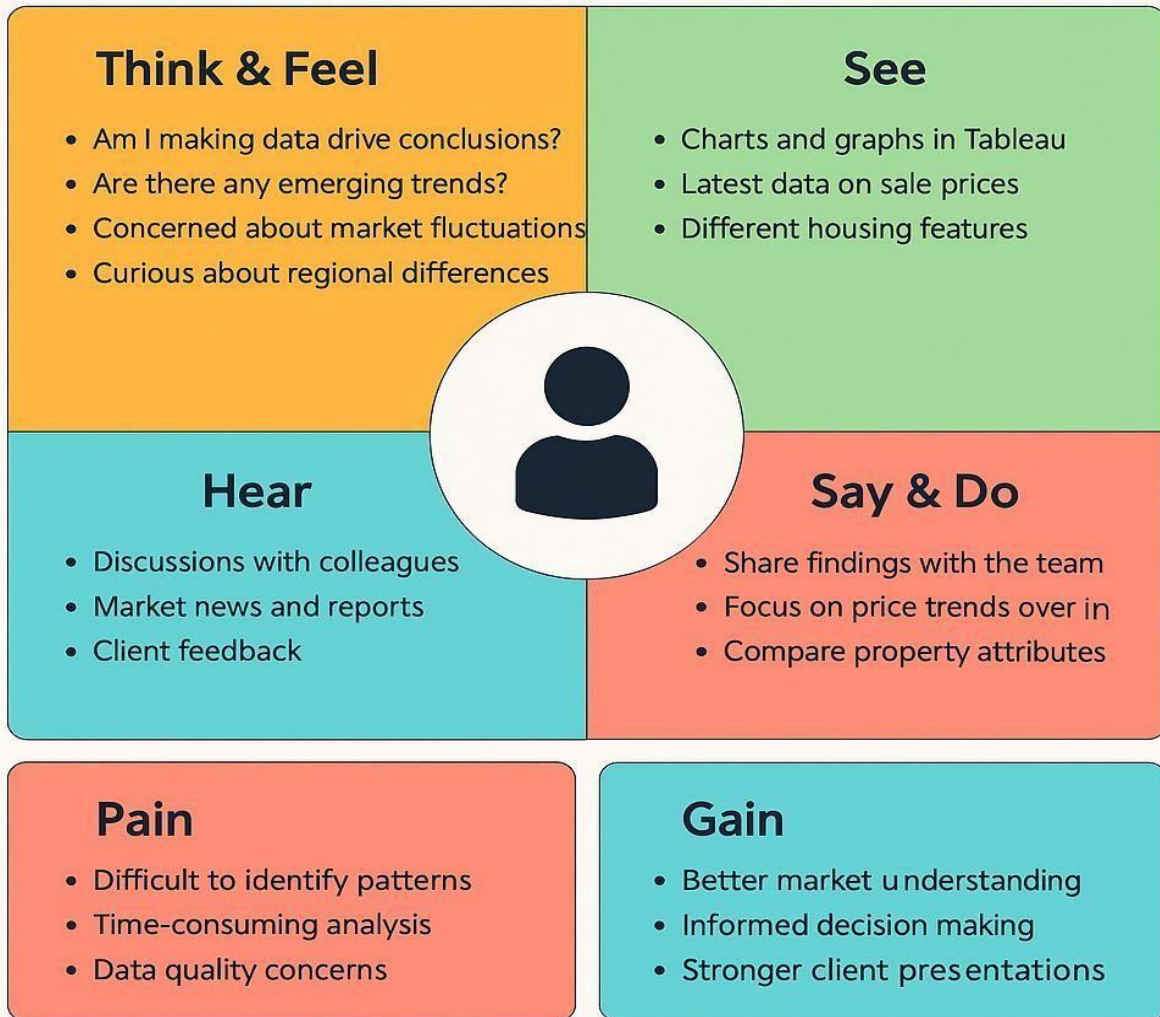 Think & Feel
• Am I making data drive conclusions?
• Are there any emerging trends?
• Concerned about market fluctuations
• Curious about regional differences
See
• Charts and graphs in Tableau
• Latest data on sale prices
• Different housing features
Hear
• Discussions with colleagues
• Market news and reports
• Client feedback
Say & Do
• Share findings with the team
• Focus on price trends over in
• Compare property attributes
Pain
• Difficult to identify patterns
• Time-consuming analysis
• Data quality concerns
Gain
• Better market understanding
• Informed decision making
• Stronger client presentations